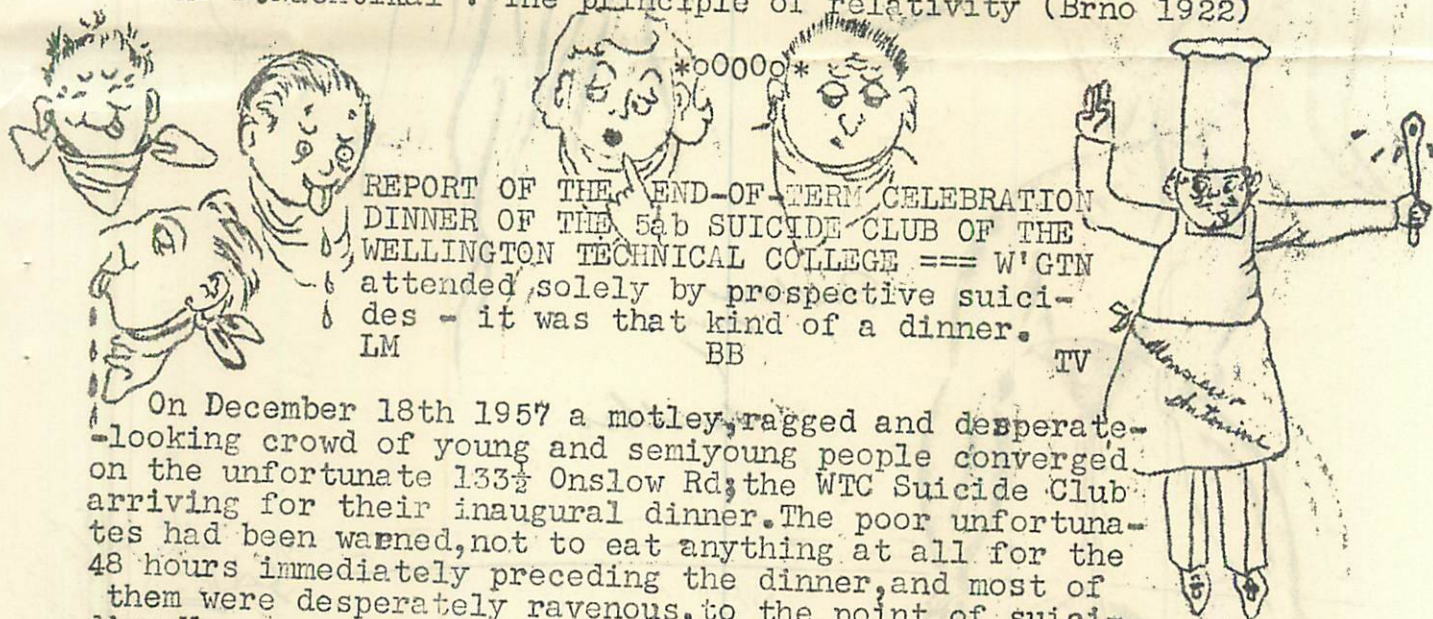 The principle of relativity (Brno 1922)
*oOOOo*
REPORT OF THE END-OF-TERM CELEBRATION
DINNER OF THE 5ab SUICIDE CLUB OF THE
WELLINGTON TECHNICAL COLLEGE === W'GTN
attended,solely by prospective suici-
des - it was that kind of a dinner.
LM BB TV
Monsieur
On December 18th 1957 a motley,ragged and desperate-
-looking crowd of young and semiyoung people converged
on the unfortunate 133½ Onslow Rd;the WTC Suicide Club
arriving for their inaugural dinner.The poor unfortuna-
tes had been warned,not to eat anything at all for the
48 hours immediately preceding the dinner,and most of
them were desperately ravenous,to the point of suici-